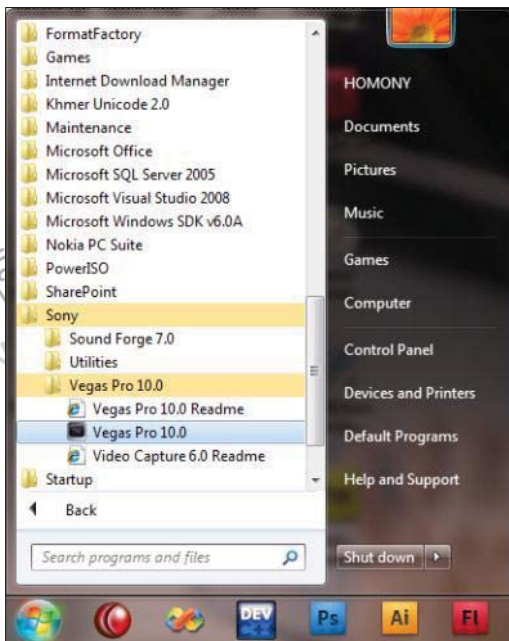 FormatFactory
Games
Internet Download Manager
Khmer Unicode 2.0
Maintenance
Microsoft Office
Microsoft SQL Server 2005
Microsoft Visual Studio 2008
Microsoft Windows SDK v6.0A
Nokia PC Suite
PowerISO
SharePoint
Sony
Sound Forge 7.0
Utilities
Vegas Pro 10.0
Vegas Pro 10.0 Readme
Vegas Pro 10.0
Video Capture 6.0 Readme
Startup
Back
Search programs and files
HOMONY
Documents
Pictures
Music
Games
Computer
Control Panel
Devices and Printers
Default Programs
Help and Support
Shut down
DEV
Ps
Ai
Fl